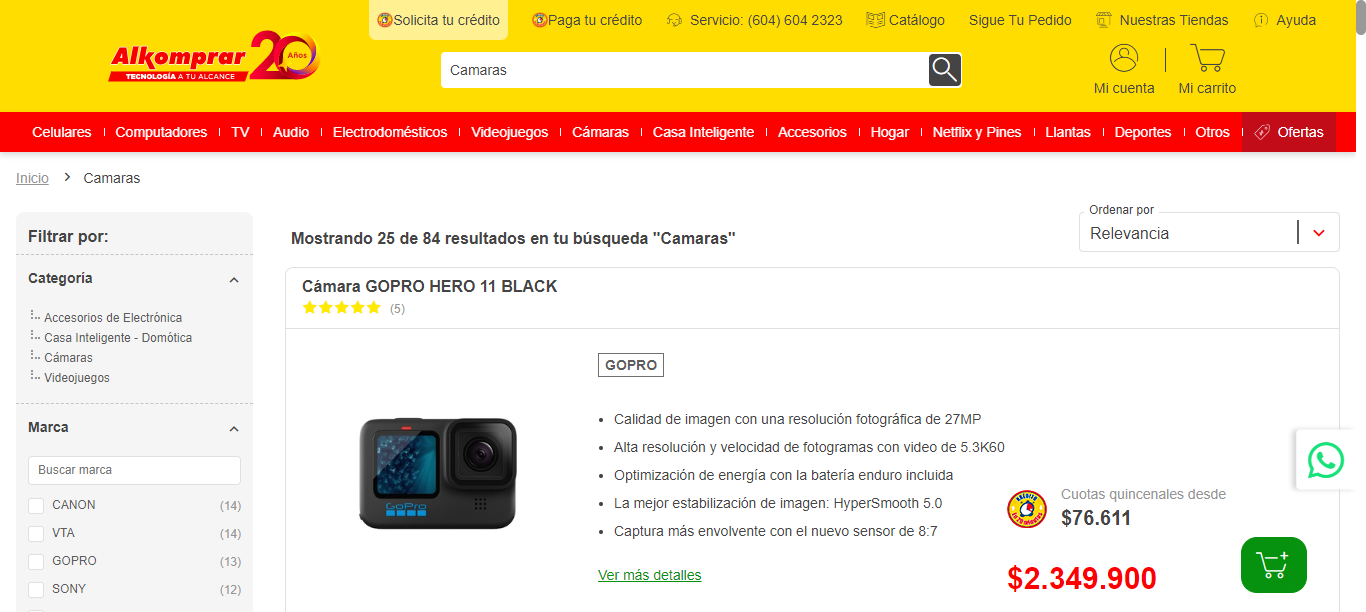 Solicita tu crédito
Paga tu crédito
Servicio: (604) 604 2323
Catálogo
Sigue Tu Pedido
Nuestras Tiendas
Ayuda
Alkomprar 20 Años
TECNOLOGÍA A TU ALCANCE
Camaras
Mi cuenta
Mi carrito
Celulares
Computadores
TV
Audio
Electrodomésticos
Videojuegos
Cámaras
Casa Inteligente
Accesorios
Hogar
Netflix y Pines
Llantas
Deportes
Otros
Ofertas
Inicio > Camaras
Filtrar por:
Categoría
Accesorios de Electrónica
Casa Inteligente - Domótica
Cámaras
Videojuegos
Marca
Buscar marca
CANON (14)
VTA (14)
GOPRO (13)
SONY (12)
Mostrando 25 de 84 resultados en tu búsqueda "Camaras"
Ordenar por
Relevancia
Cámara GOPRO HERO 11 BLACK
(5)
GoPro
GOPRO
• Calidad de imagen con una resolución fotográfica de 27MP
• Alta resolución y velocidad de fotogramas con video de 5.3K60
• Optimización de energía con la batería enduro incluida
• La mejor estabilización de imagen: HyperSmooth 5.0
• Captura más envolvente con el nuevo sensor de 8:7
Ver más detalles
Cuotas quincenales desde
$76.611
$2.349.900